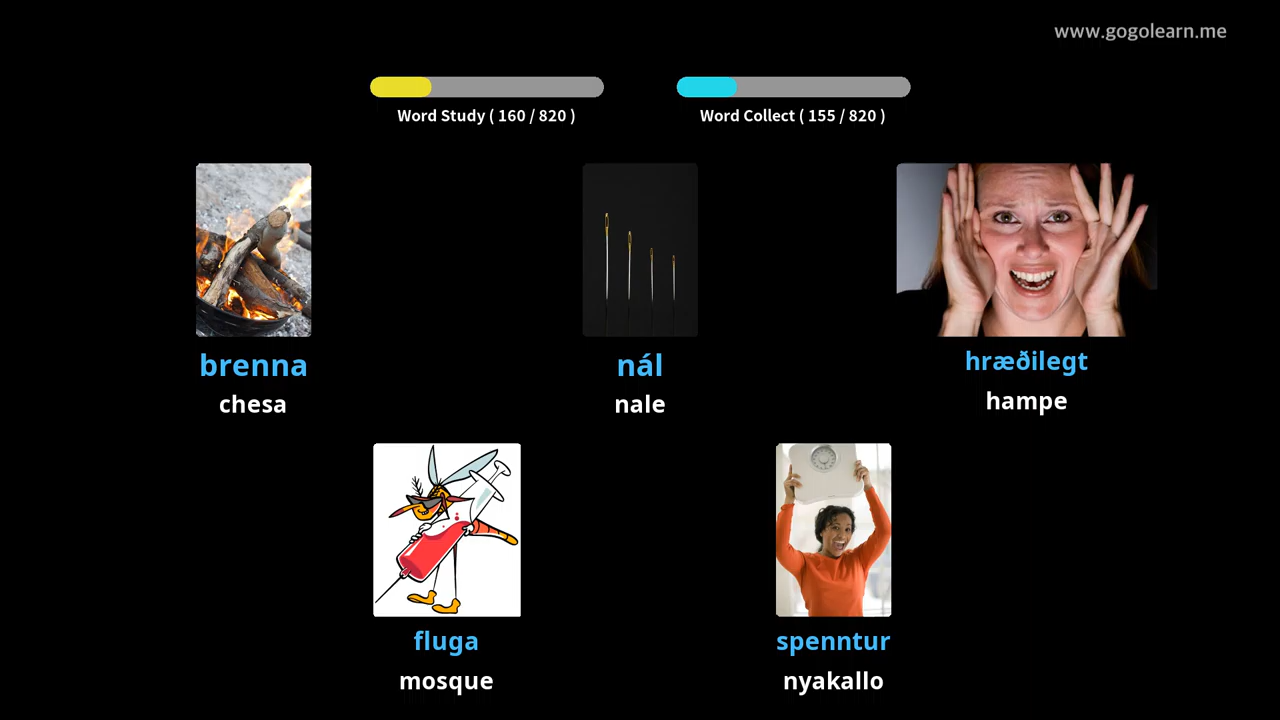 www.gogolearn.me
Word Study ( 160 / 820 )
Word Collect ( 155 / 820 )
brenna
chesa
nál
nale
hræðilegt
hampe
fluga
mosque
spenntur
nyakallo